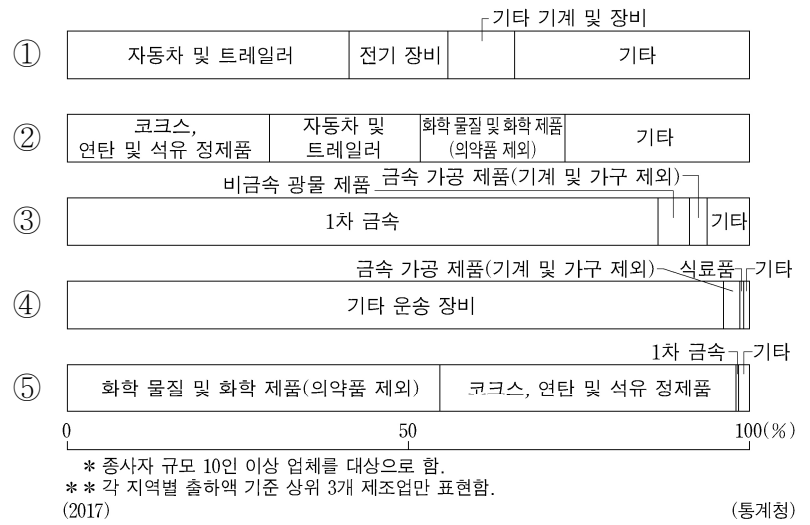 기타 기계 및 장비
① 자동차 및 트레일러 전기 장비 기타
② 코크스, 연탄 및 석유 정제품 자동차 및 트레일러 화학 물질 및 화학 제품 (의약품 제외) 기타
비금속 광물 제품 금속 가공 제품(기계 및 가구 제외)
③ 1차 금속 기타
금속 가공 제품(기계 및 가구 제외) 식료품 기타
④ 기타 운송 장비
1차 금속 기타
⑤ 화학 물질 및 화학 제품(의약품 제외) 코크스, 연탄 및 석유 정제품
0 50 100(%)
* 종사자 규모 10인 이상 업체를 대상으로 함.
** 각 지역별 출하액 기준 상위 3개 제조업만 표현함.
(2017) (통계청)